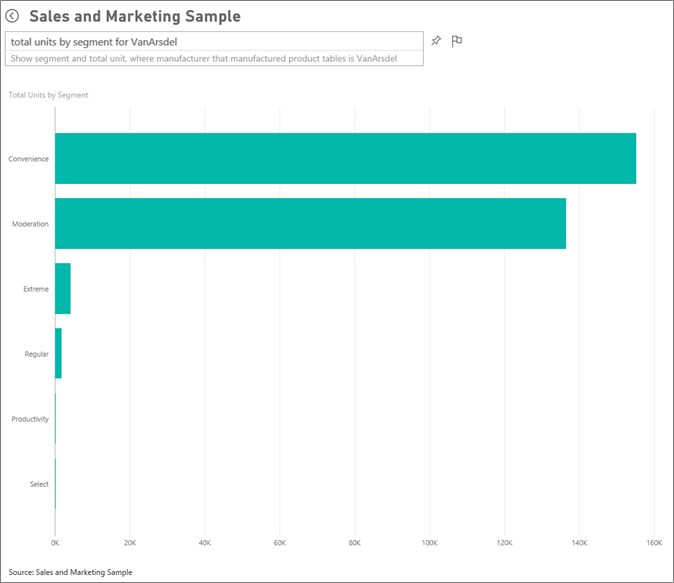 Sales and Marketing Sample
total units by segment for VanArsdel
Show segment and total unit, where manufacturer that manufactured product tables is VanArsdel
Total Units by Segment
Convenience
Moderation
Extreme
Regular
Productivity
Select
0K 20K 40K 60K 80K 100K 120K 140K 160K
Source: Sales and Marketing Sample